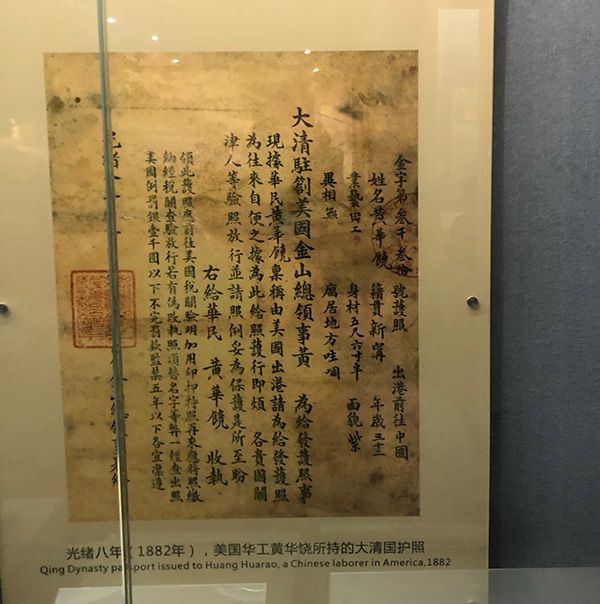 金字第叁千叁拾 號護照 出港前往中國
姓名黃華饒 籍貫新甯 年歲三十
業藝田工 身材五尺六寸半 面貌紫
異相無 居地方
大清駐劄美國金山總領事黃 為給發護照事
現據華民黃華饒稟稱由美國出港請為給發護照
為往來自便之據為此給照護行即煩 各貴國關
津人等驗照放行並請照例妥為保護是所至盼
右給華民 黃華饒 收執
領此護照應前往美國稅關驗明加用印押持照再來應將照繳
納經稅關查驗放行若有偽改執照頂替名字等弊一經查出照
美國例罰銀壹千圓以下不完罰款監禁五年以下各宜凜遵
光緒
光绪八年（1882年），美国华工黄华饶所持的大清国护照
Qing Dynasty passport issued to Huang Huarao, a Chinese laborer in America,1882